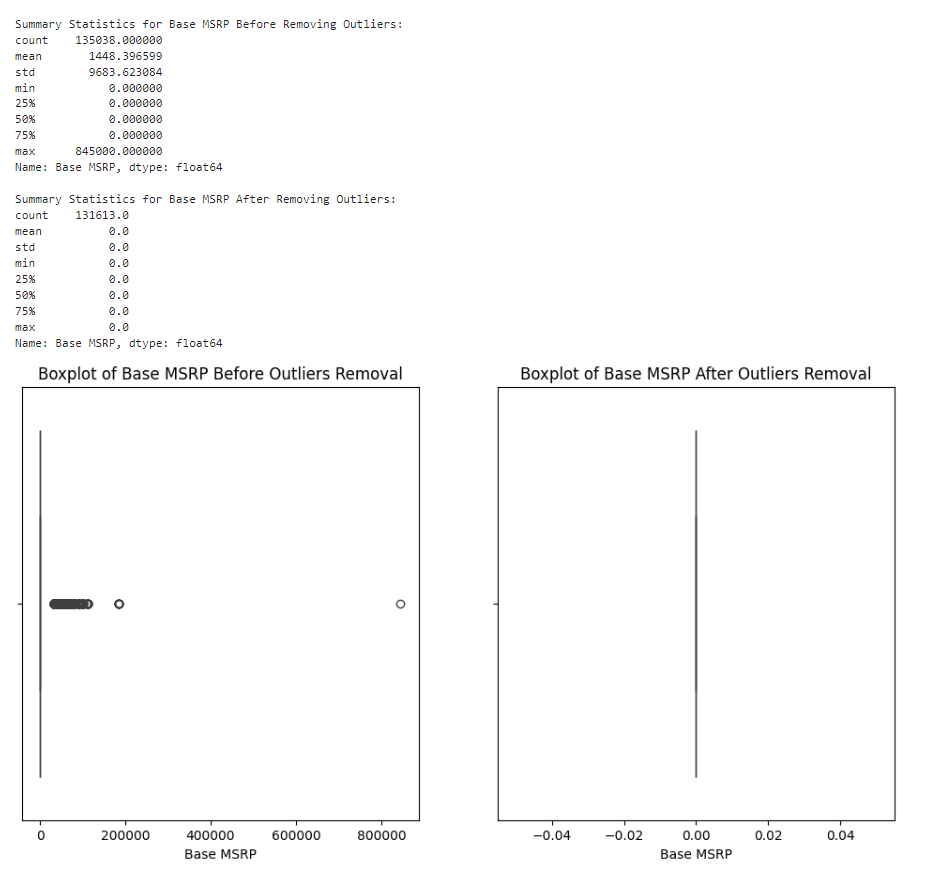 Summary Statistics for Base MSRP Before Removing Outliers:
count    135038.000000
mean       1448.396599
std        9683.623084
min           0.000000
25%           0.000000
50%           0.000000
75%           0.000000
max      845000.000000
Name: Base MSRP, dtype: float64
Summary Statistics for Base MSRP After Removing Outliers:
count    131613.0
mean          0.0
std           0.0
min           0.0
25%           0.0
50%           0.0
75%           0.0
max           0.0
Name: Base MSRP, dtype: float64
Boxplot of Base MSRP Before Outliers Removal
0 200000 400000 600000 800000
Base MSRP
Boxplot of Base MSRP After Outliers Removal
−0.04 −0.02 0.00 0.02 0.04
Base MSRP